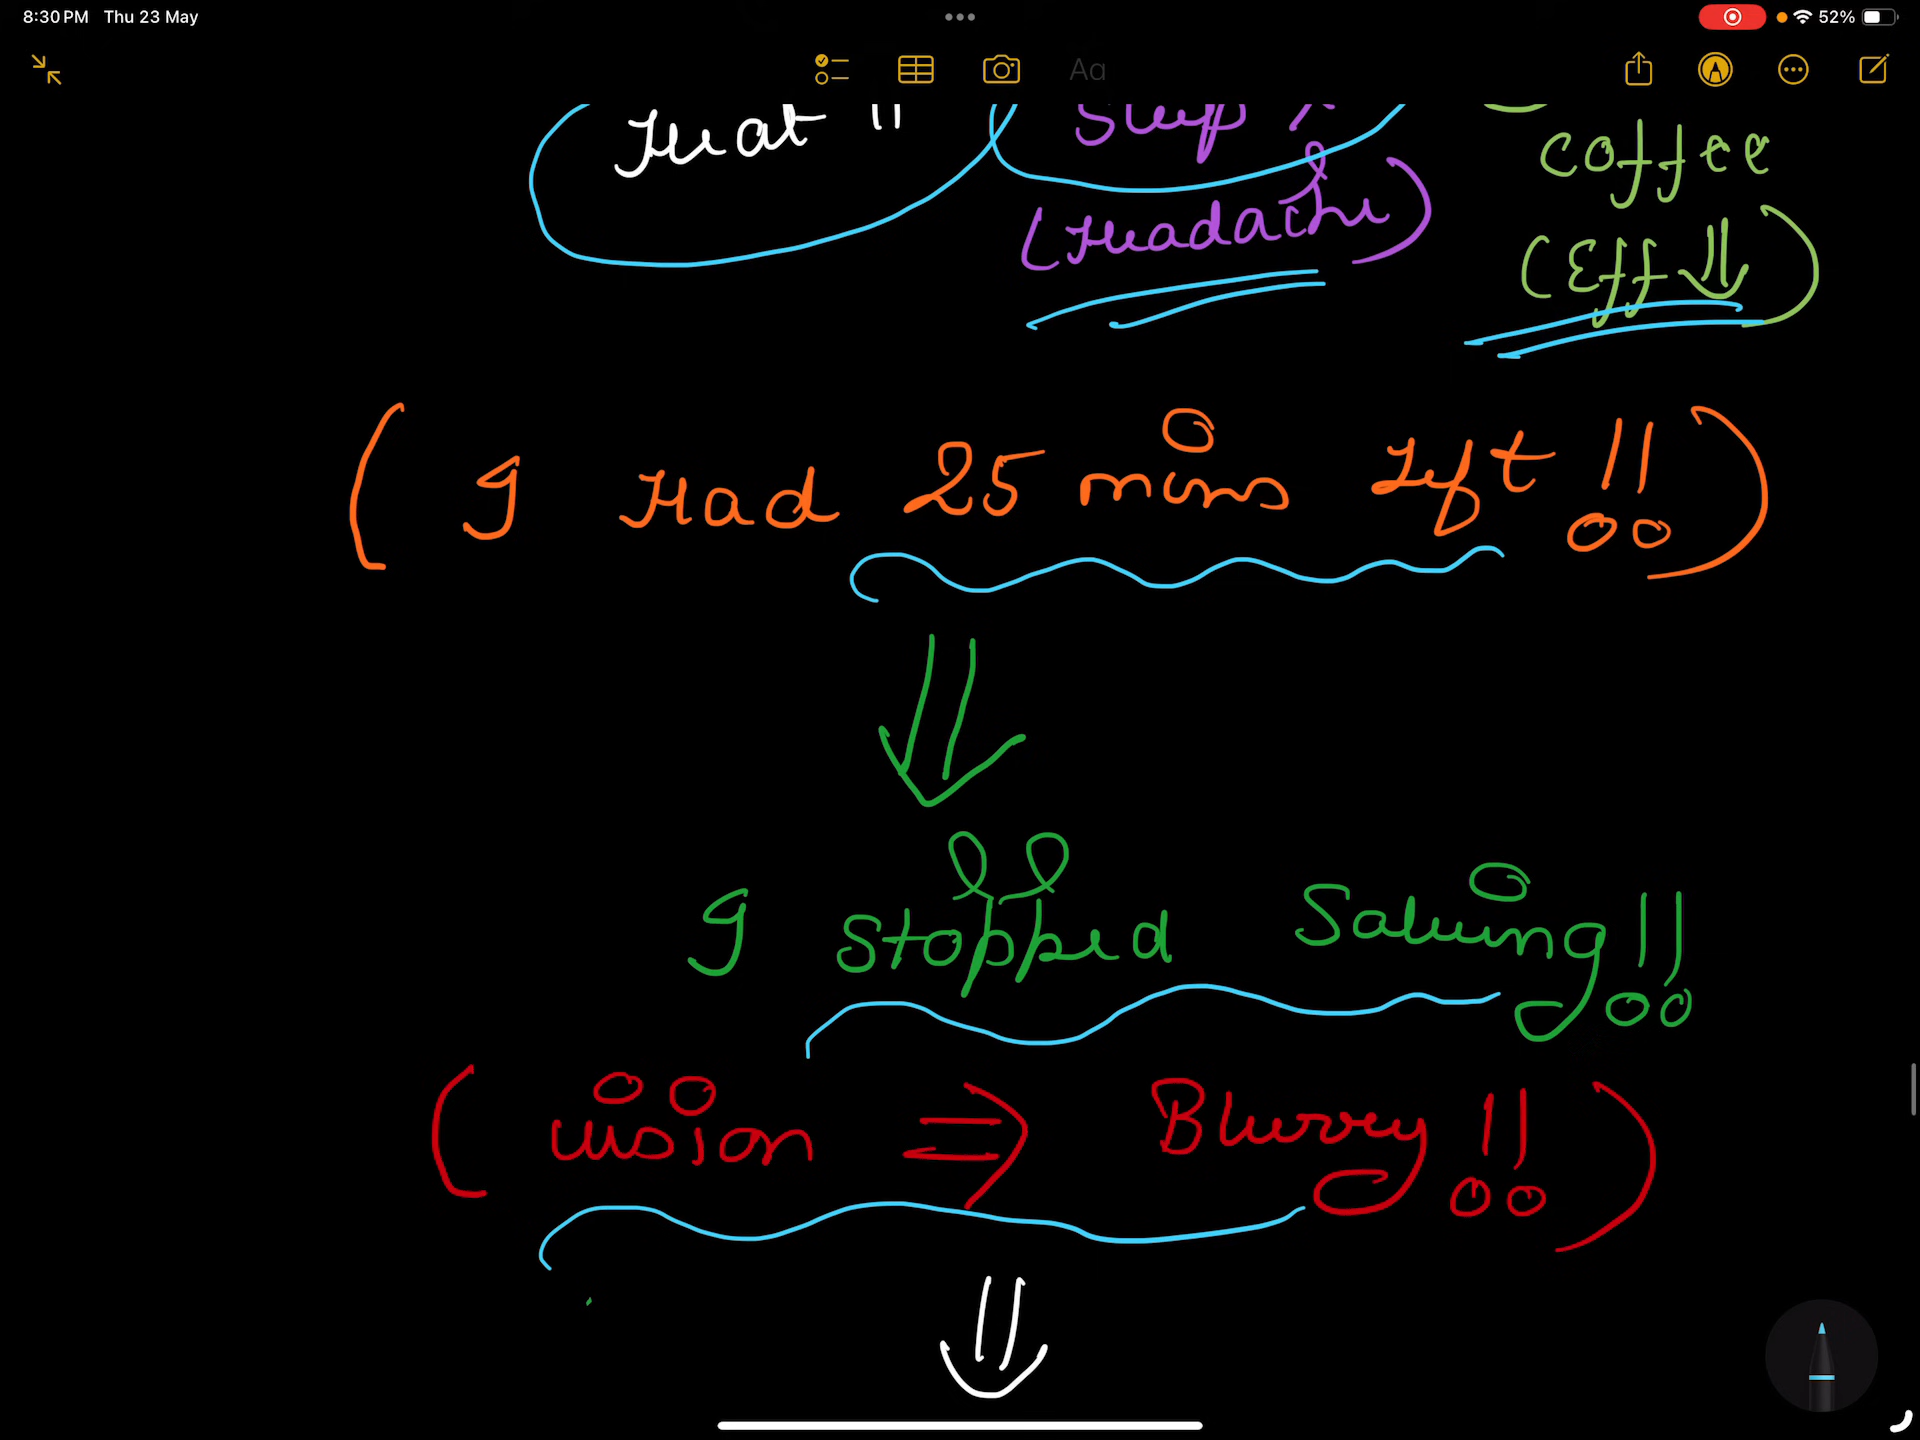 8:30 PM Thu 23 May
52%
Aa
Heat !!
Sleep
Coffee
(Headache)
(Eff ⇓)
( I Had 25 mins Left !! )
⇓
I stopped Solving !!
( vision ⇒ Blurry !! )
⇓